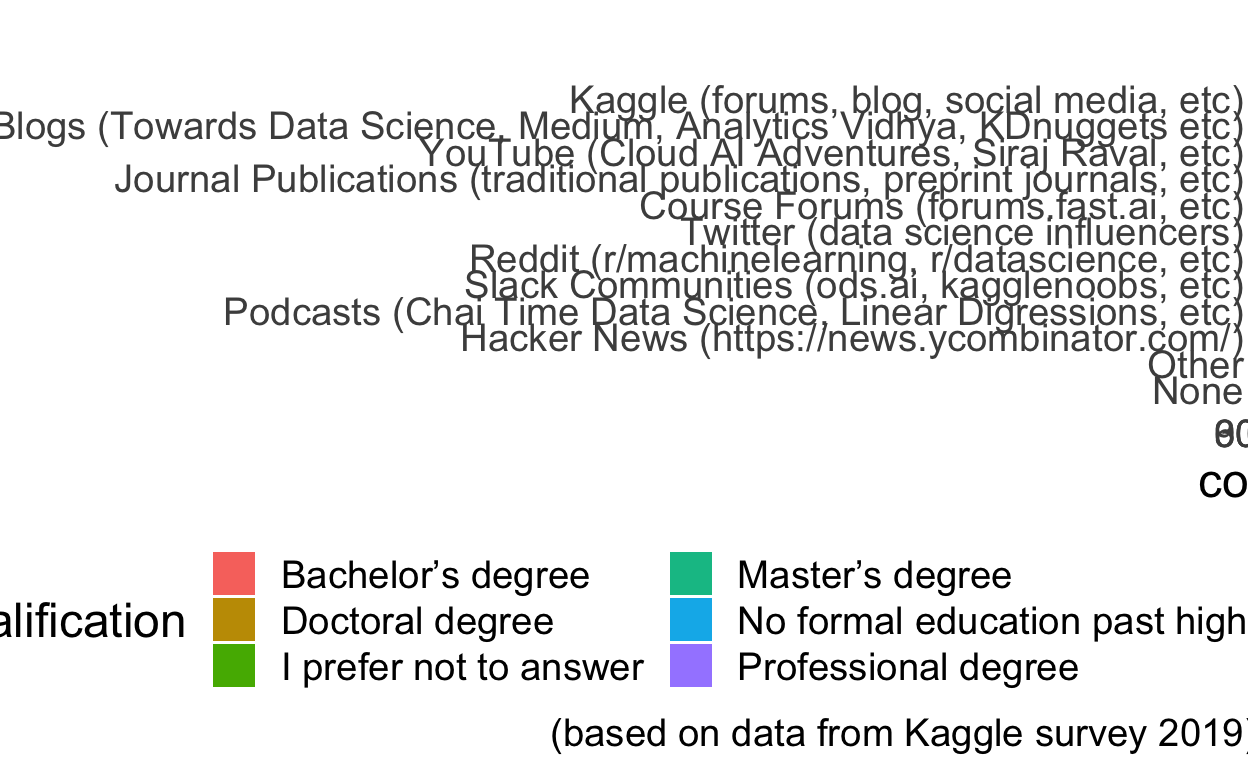 Kaggle (forums, blog, social media, etc)
Blogs (Towards Data Science, Medium, Analytics Vidhya, KDnuggets etc)
YouTube (Cloud AI Adventures, Siraj Raval, etc)
Journal Publications (traditional publications, preprint journals, etc)
Course Forums (forums.fast.ai, etc)
Twitter (data science influencers)
Reddit (r/machinelearning, r/datascience, etc)
Slack Communities (ods.ai, kagglenoobs, etc)
Podcasts (Chai Time Data Science, Linear Digressions, etc)
Hacker News (https://news.ycombinator.com/)
Other
None
co
alification
Bachelor’s degree
Doctoral degree
I prefer not to answer
Master’s degree
No formal education past high
Professional degree
(based on data from Kaggle survey 2019)